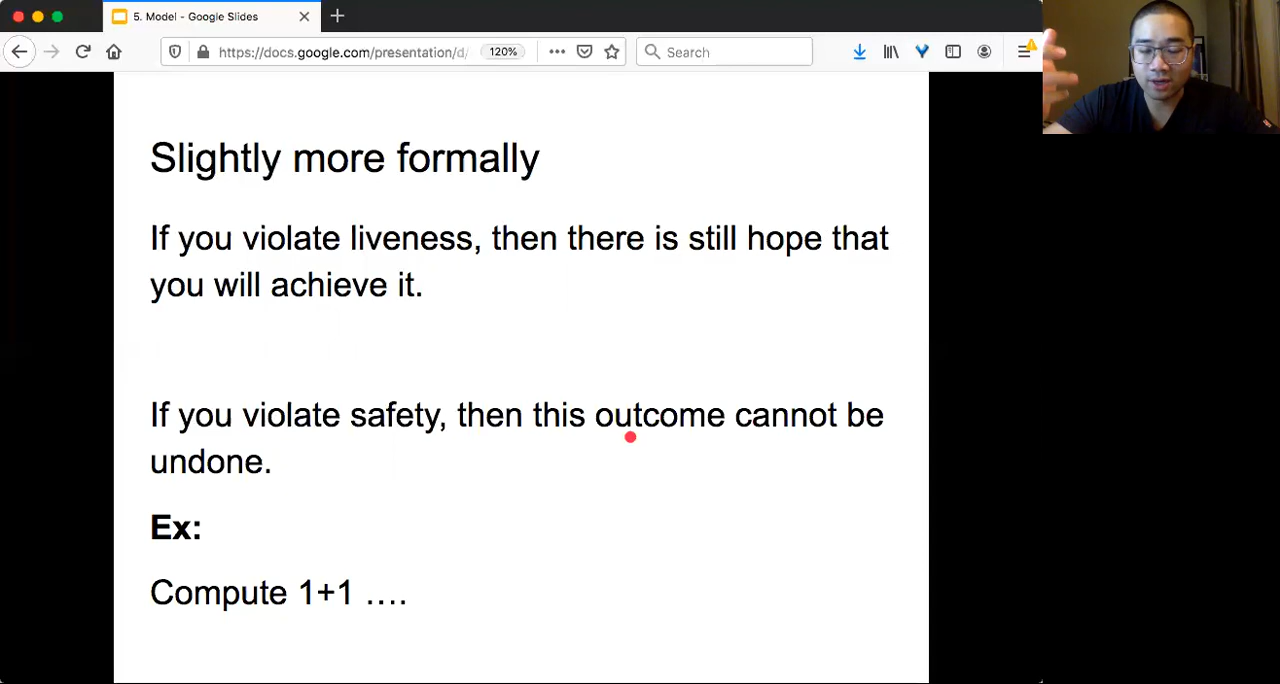 5. Model - Google Slides
https://docs.google.com/presentation/d/
120%
Search
Slightly more formally
If you violate liveness, then there is still hope that
you will achieve it.
If you violate safety, then this outcome cannot be
undone.
Ex:
Compute 1+1 ....